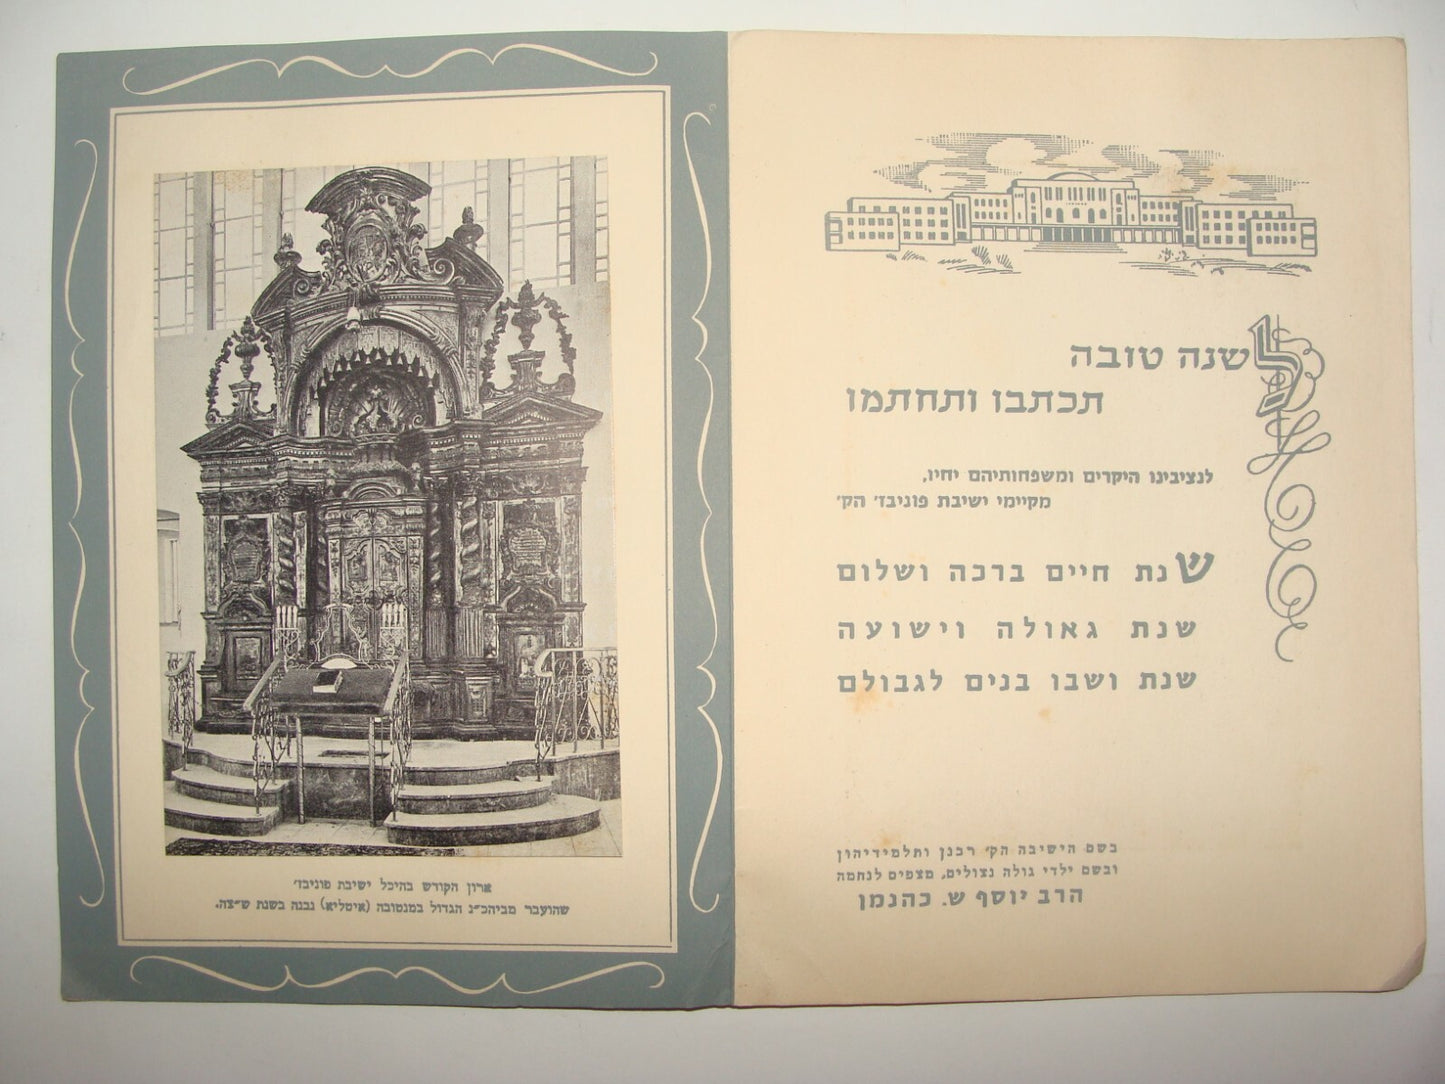 לשנה טובה
תכתבו ותחתמו
לנציבינו היקרים ומשפחותיהם יחיו,
מקיימי ישיבת פוניבז׳ הק׳
שנת חיים ברכה ושלום
שנת גאולה וישועה
שנת ושבו בנים לגבולם
בשם הישיבה הק׳ רבנן ותלמידיהון
ובשם ילדי גולה נצולים, מצפים לנחמה
הרב יוסף ש. כהנמן
ארון הקודש בהיכל ישיבת פוניבז׳
שהועבר מביהכ״נ הגדול במנטובה (איטליא) נבנה בשנת ש״צה.